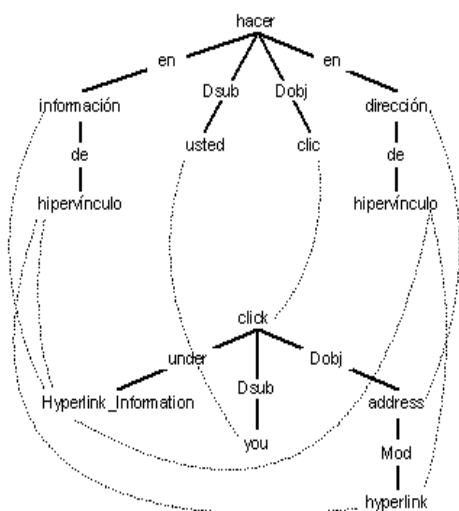 hacer
en
en
Dsub
Dobj
información
dirección,
usted
clic
de
de
hipervínculo
hipervínculo
click
under
Dobj
Dsub
Hyperlink_Information
address
you
Mod
hyperlink